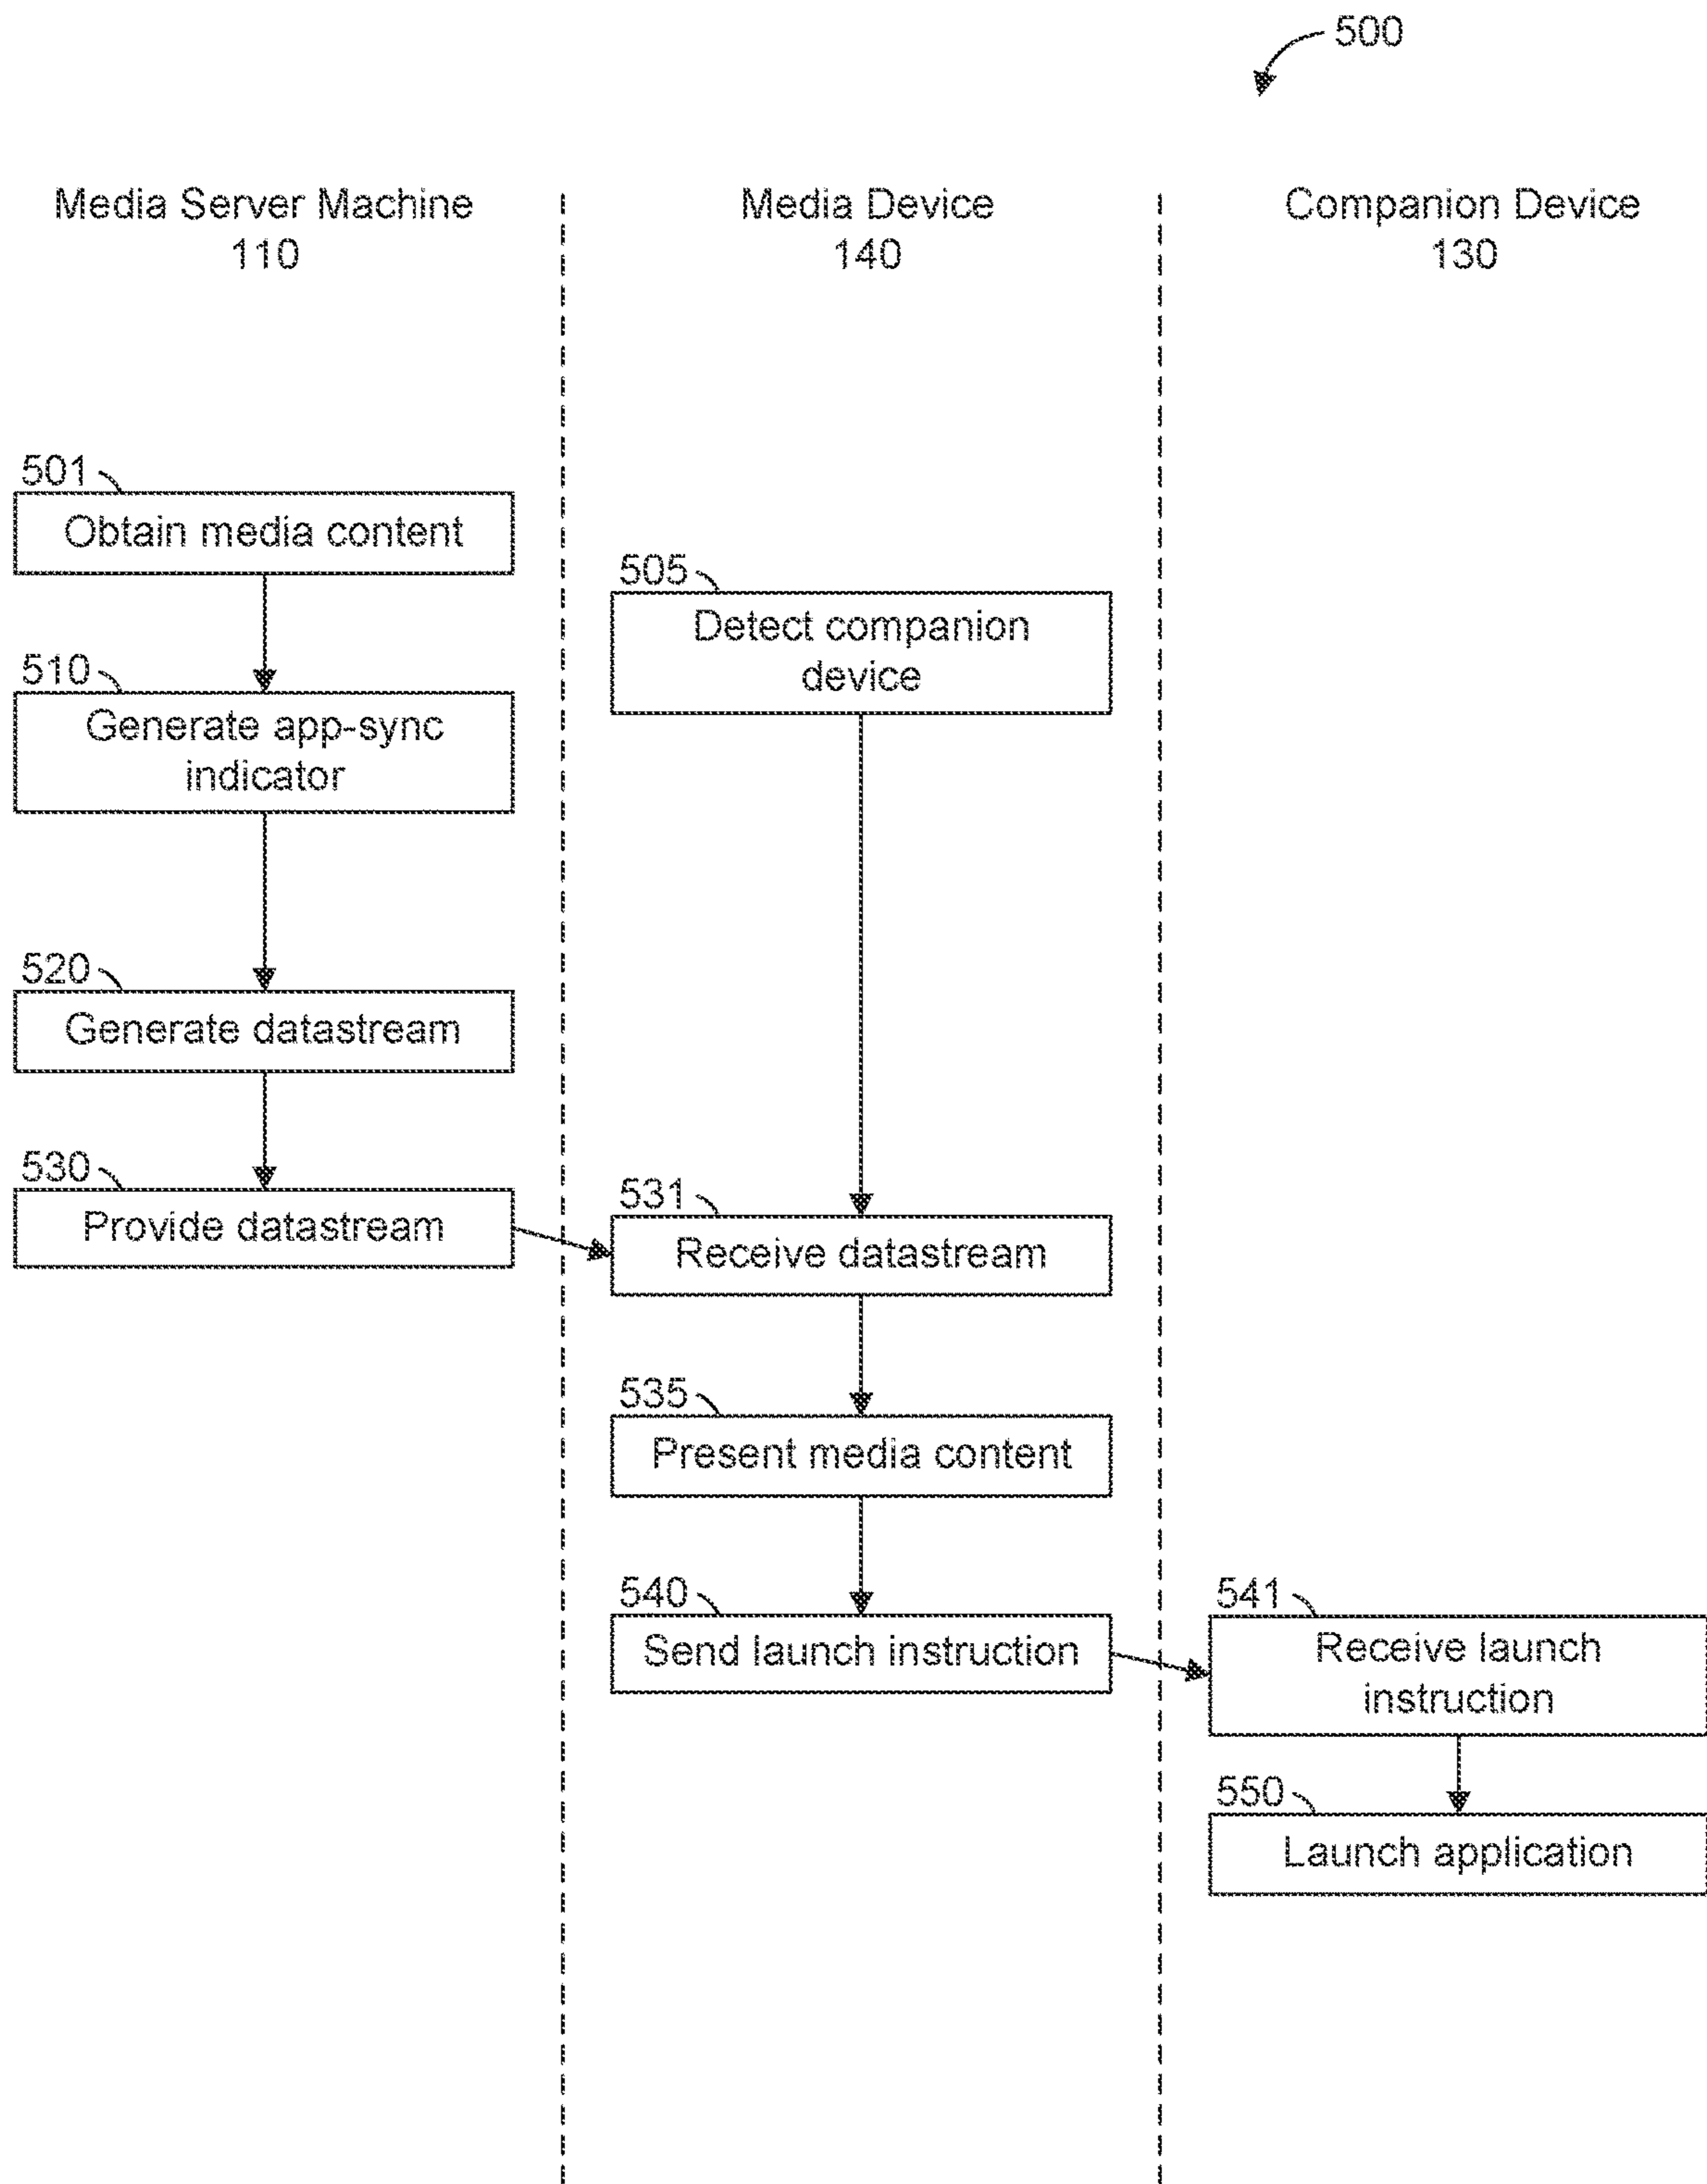 500
Media Server Machine
110
Media Device
140
Companion Device
130
501
Obtain media content
505
Detect companion
device
510
Generate app-sync
indicator
520
Generate datastream
530
Provide datastream
531
Receive datastream
535
Present media content
540
Send launch instruction
541
Receive launch
instruction
550
Launch application